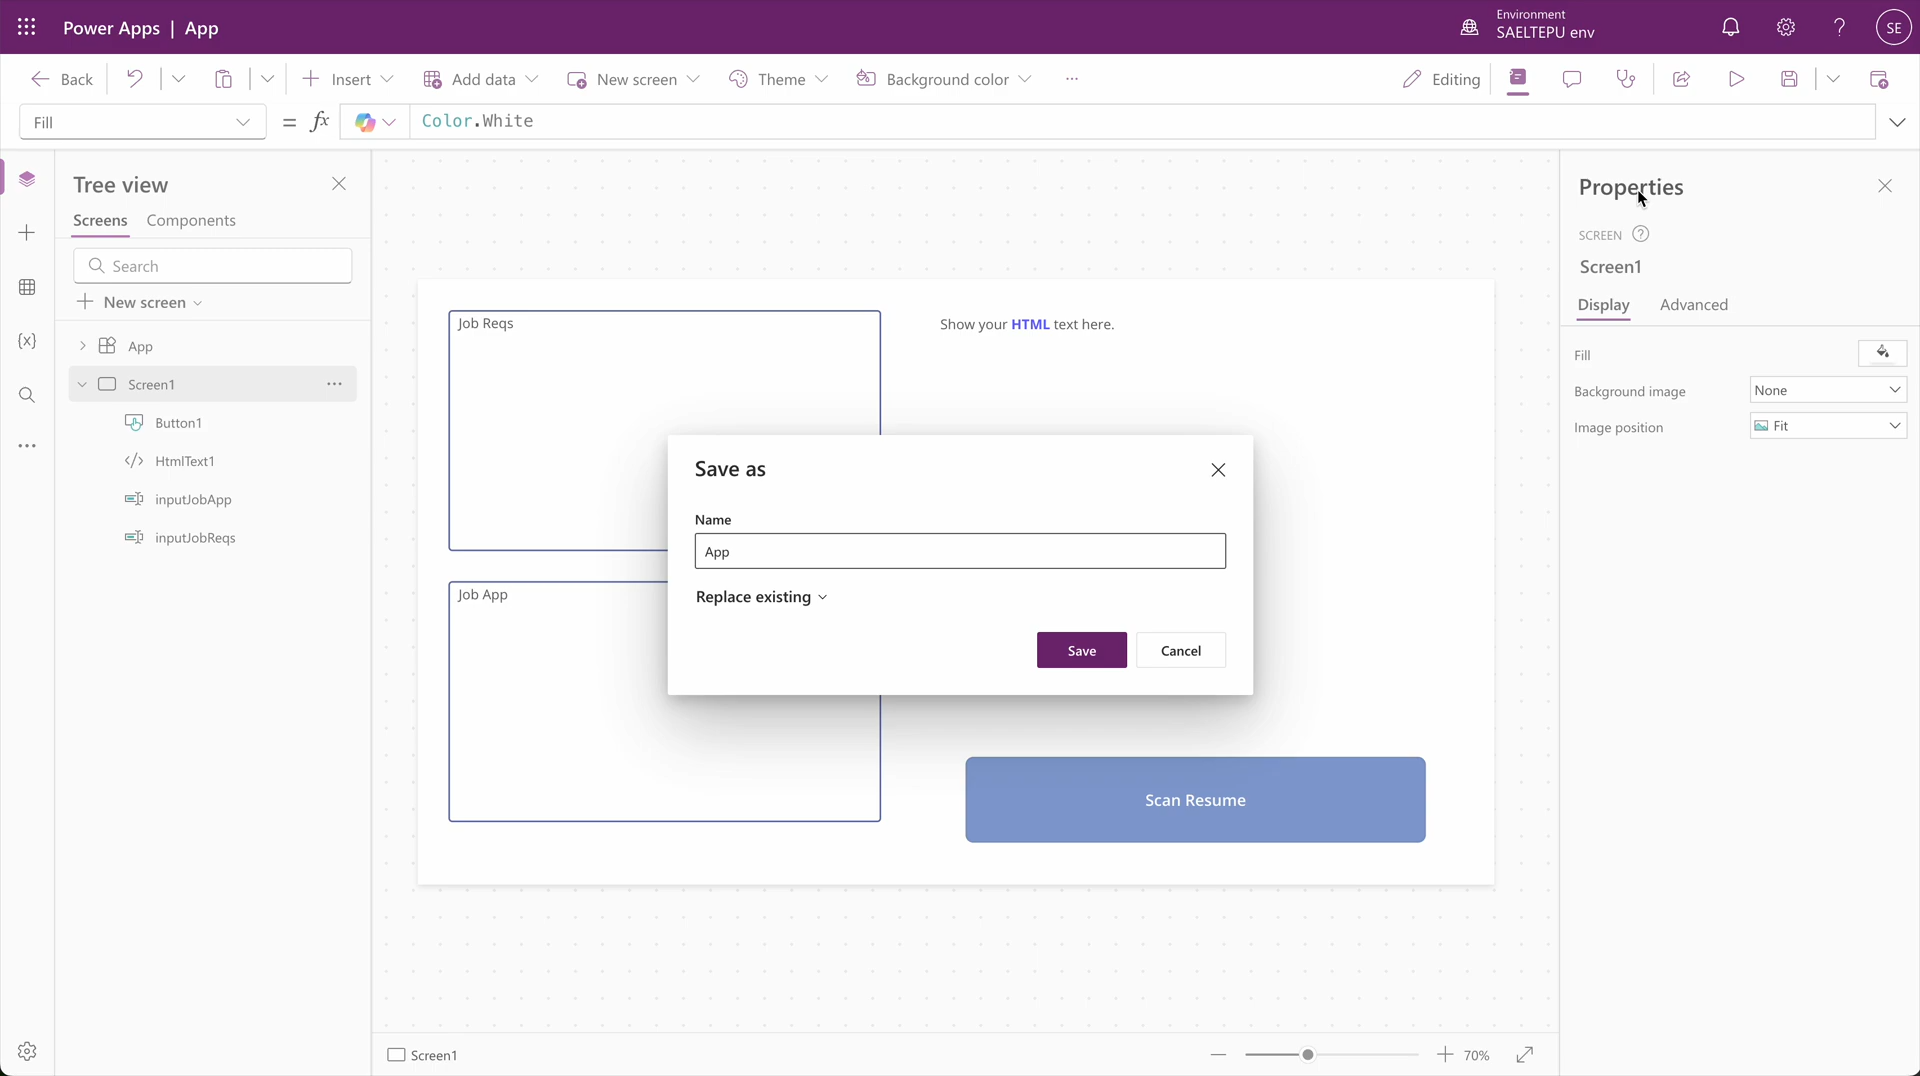 Power Apps | App
Environment
SAELTEPU env
SE
Back
Insert
Add data
New screen
Theme
Background color
...
Editing
Fill
= fx
Color.White
Tree view
Screens
Components
Search
New screen
App
Screen1
...
Button1
HtmlText1
inputJobApp
inputJobReqs
Job Reqs
Show your HTML text here.
Job App
Scan Resume
Save as
Name
App
Replace existing
Save
Cancel
Properties
SCREEN
Screen1
Display
Advanced
Fill
Background image
None
Image position
Fit
Screen1
70%